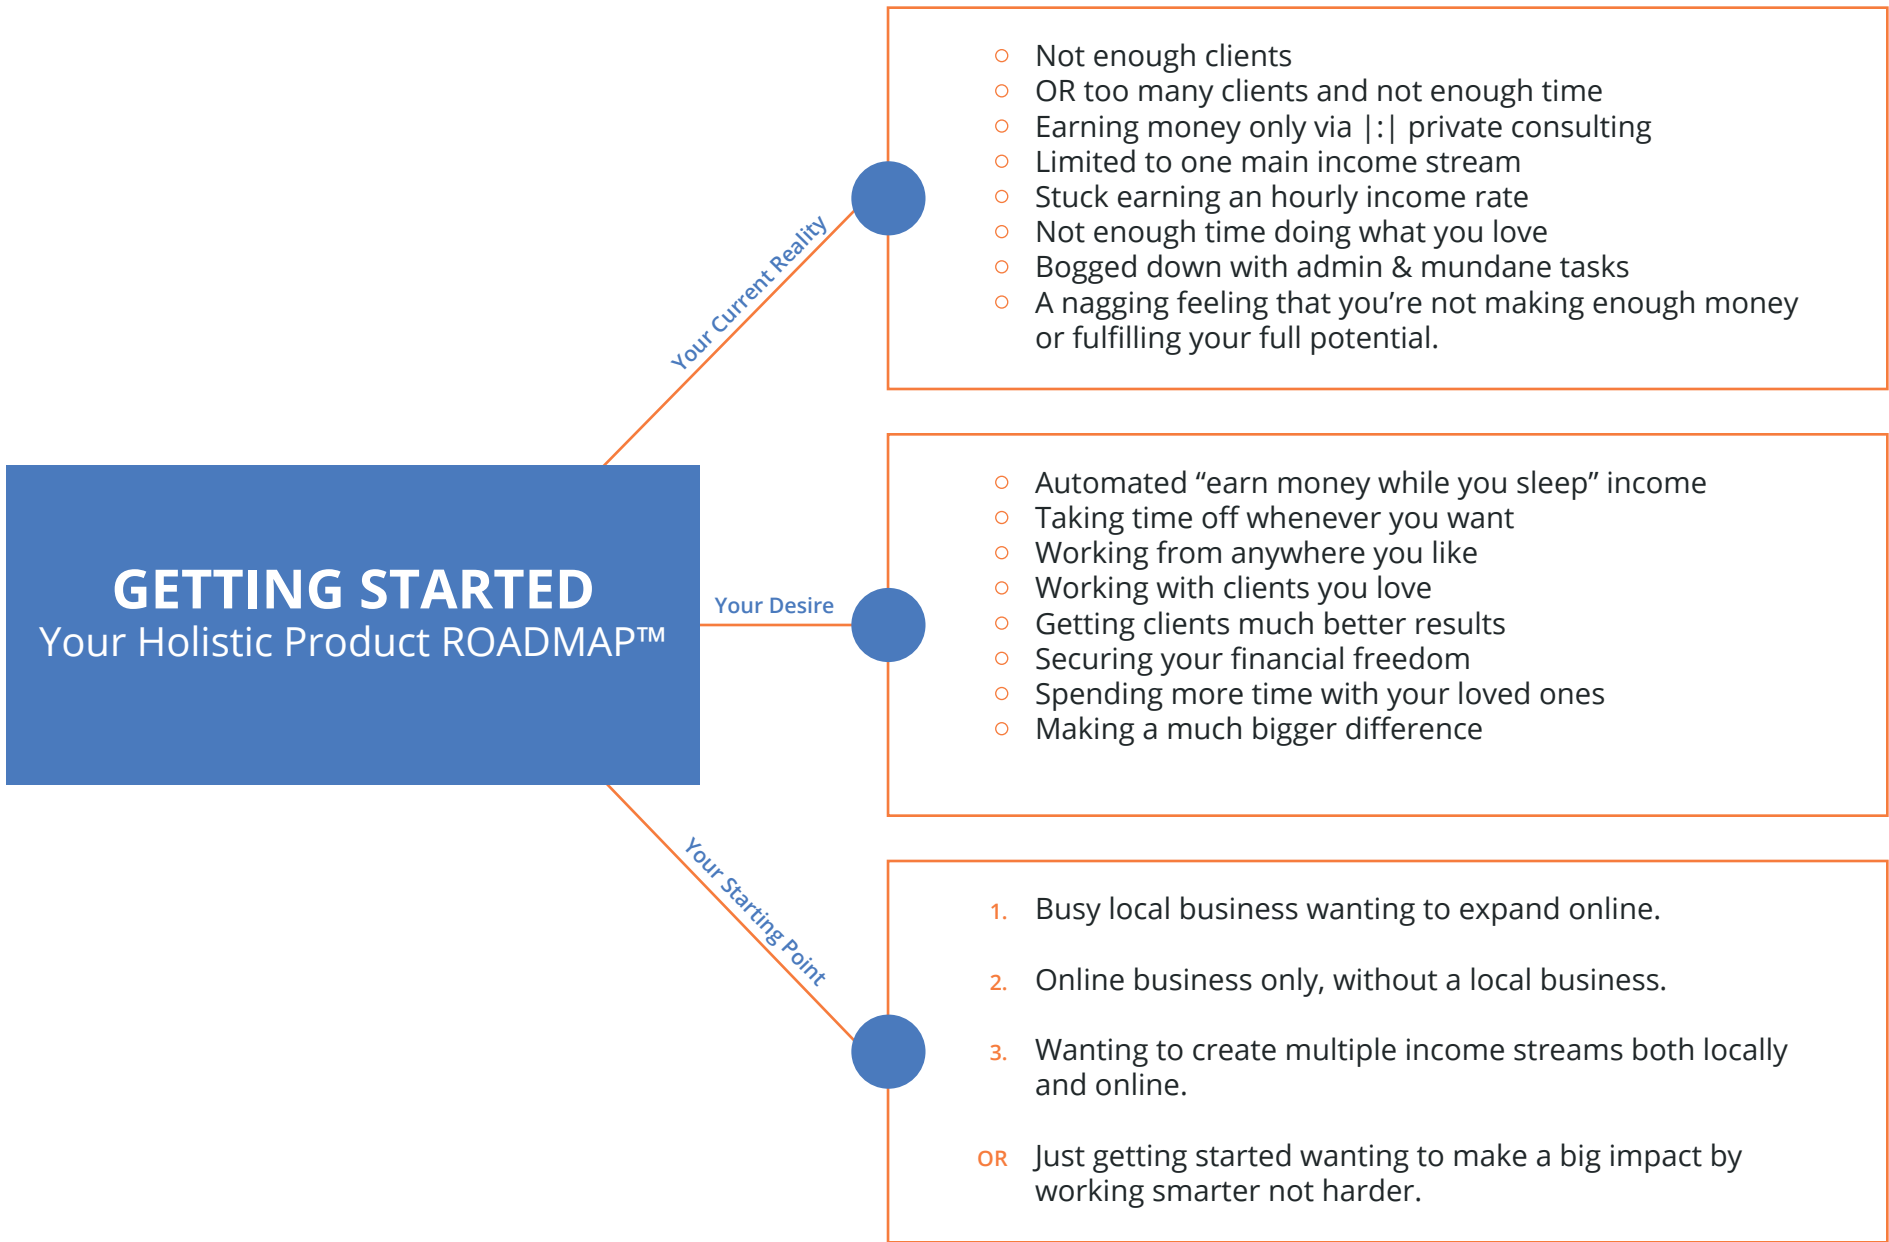 GETTING STARTED
Your Holistic Product ROADMAP™
Your Current Reality
○ Not enough clients
○ OR too many clients and not enough time
○ Earning money only via |:| private consulting
○ Limited to one main income stream
○ Stuck earning an hourly income rate
○ Not enough time doing what you love
○ Bogged down with admin & mundane tasks
○ A nagging feeling that you’re not making enough money
or fulfilling your full potential.
Your Desire
○ Automated “earn money while you sleep” income
○ Taking time off whenever you want
○ Working from anywhere you like
○ Working with clients you love
○ Getting clients much better results
○ Securing your financial freedom
○ Spending more time with your loved ones
○ Making a much bigger difference
Your Starting Point
1. Busy local business wanting to expand online.
2. Online business only, without a local business.
3. Wanting to create multiple income streams both locally
and online.
OR Just getting started wanting to make a big impact by
working smarter not harder.